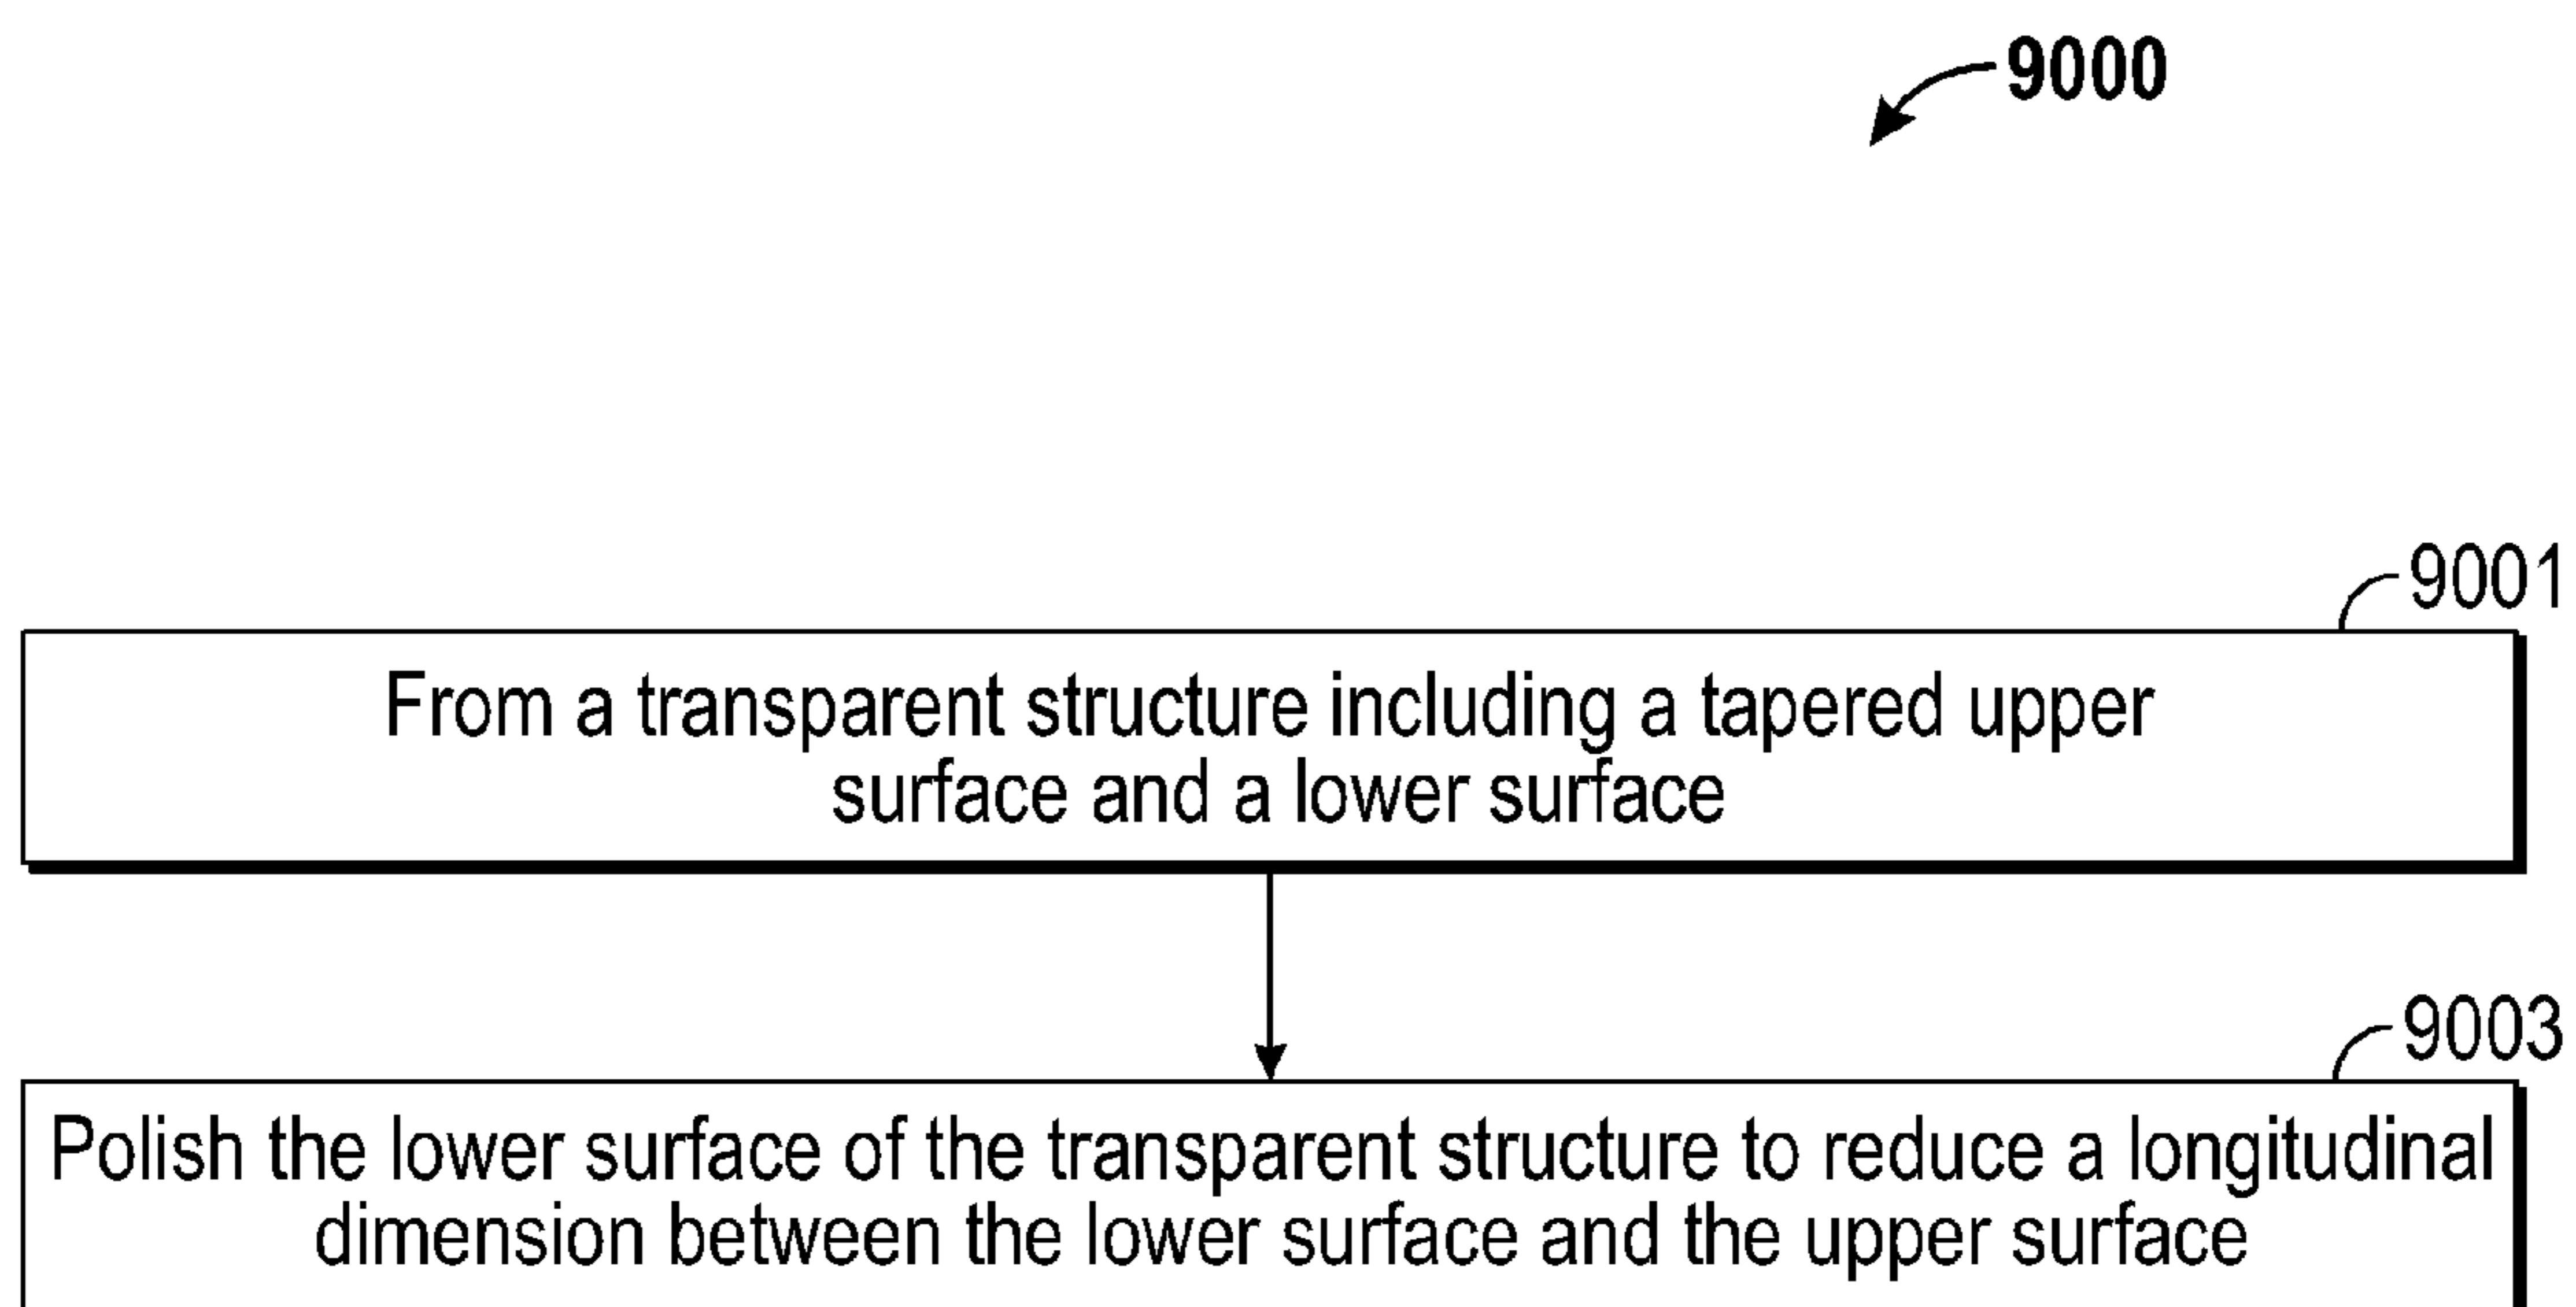 9000
9001
From a transparent structure including a tapered upper
surface and a lower surface
9003
Polish the lower surface of the transparent structure to reduce a longitudinal
dimension between the lower surface and the upper surface